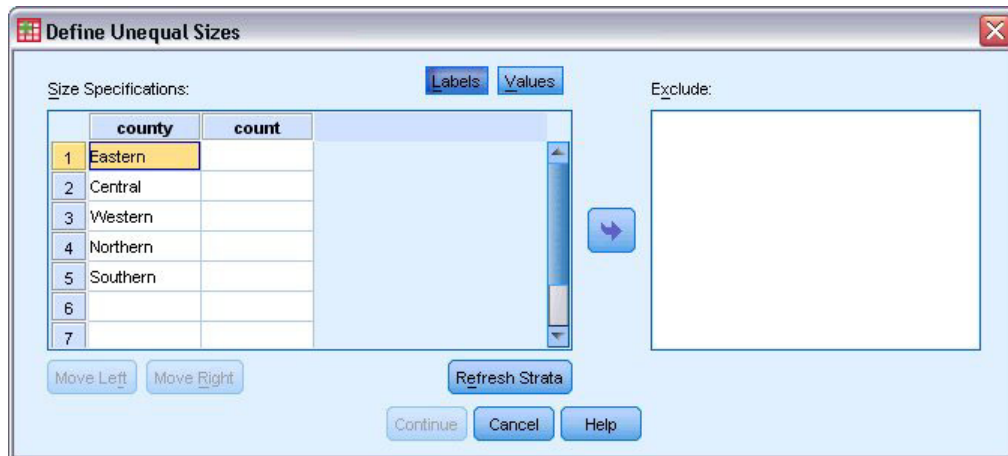 Define Unequal Sizes
Size Specifications:
Labels
Values
Exclude:
county count
1 Eastern
2 Central
3 Western
4 Northern
5 Southern
6
7
Move Left
Move Right
Refresh Strata
Continue
Cancel
Help